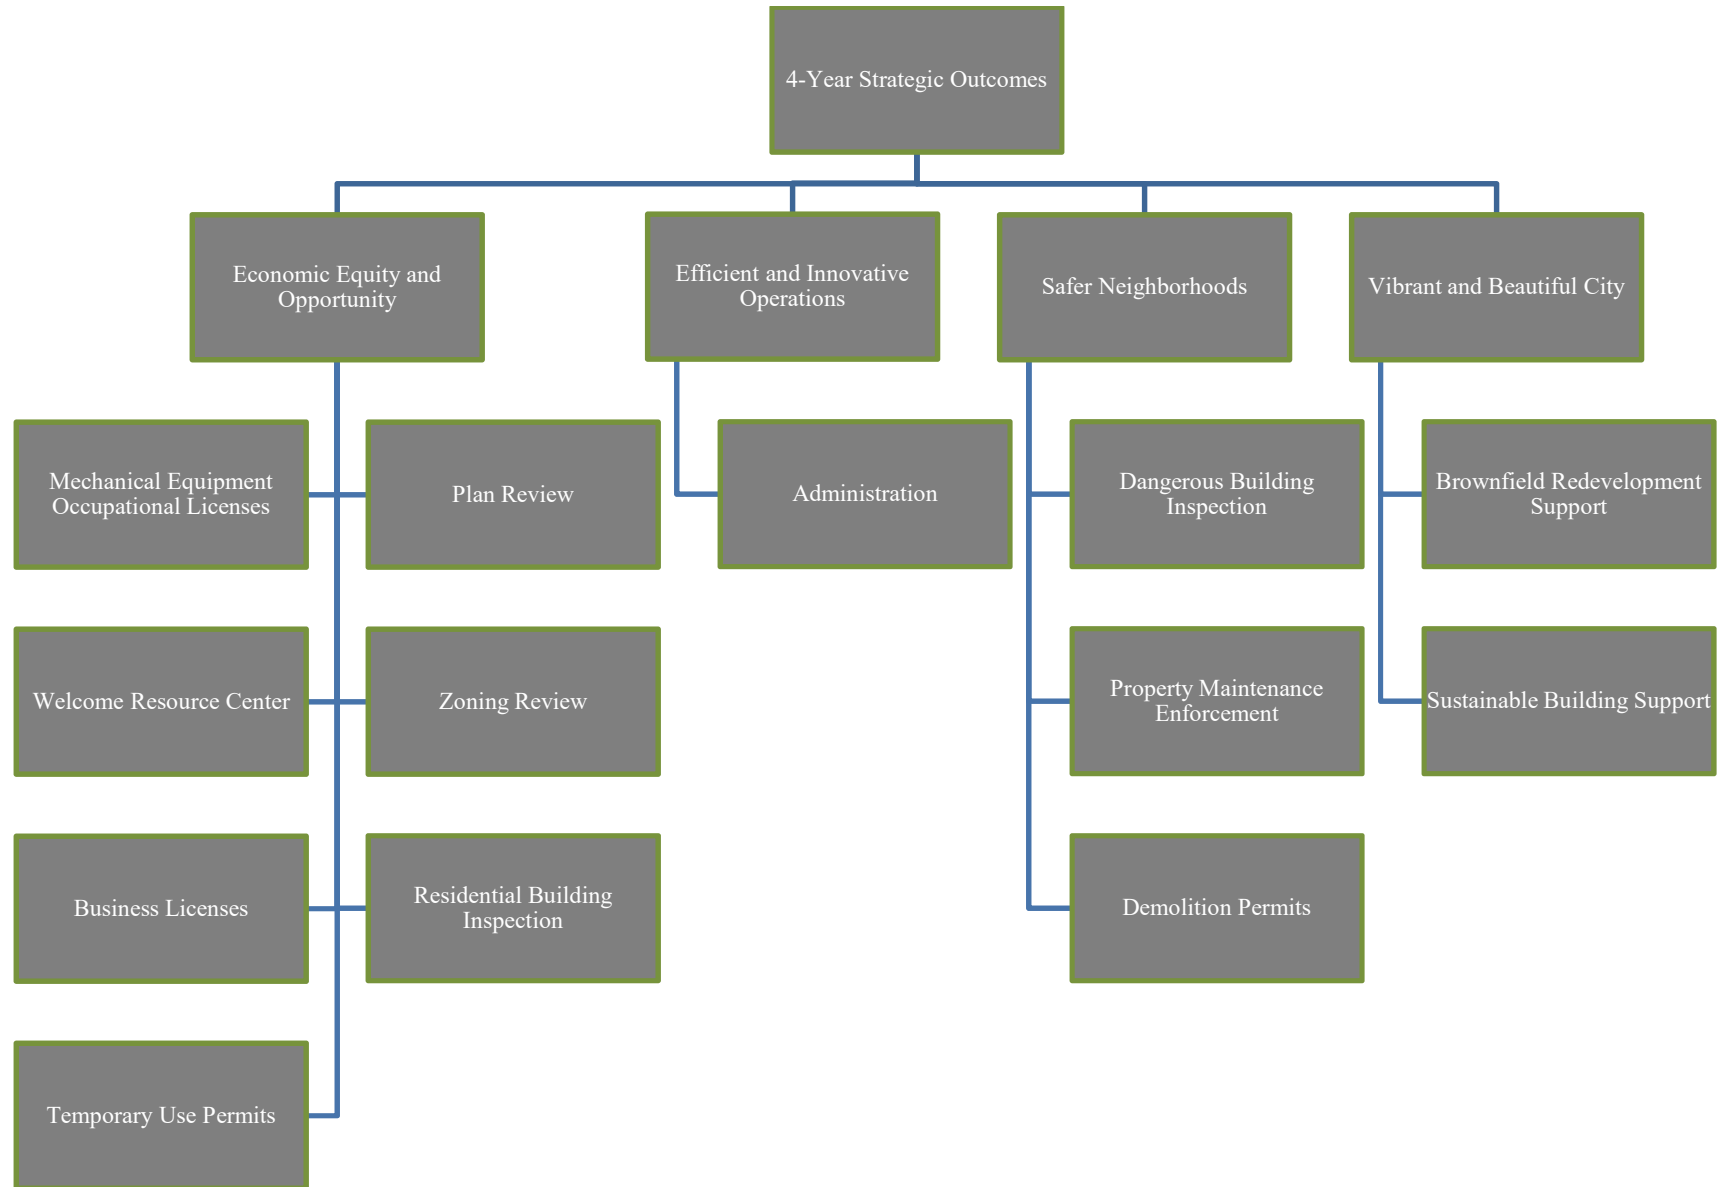 4-Year Strategic Outcomes
Economic Equity and
Opportunity
Efficient and Innovative
Operations
Safer Neighborhoods
Vibrant and Beautiful City
Mechanical Equipment
Occupational Licenses
Plan Review
Administration
Dangerous Building
Inspection
Brownfield Redevelopment
Support
Welcome Resource Center
Zoning Review
Property Maintenance
Enforcement
Sustainable Building Support
Business Licenses
Residential Building
Inspection
Demolition Permits
Temporary Use Permits